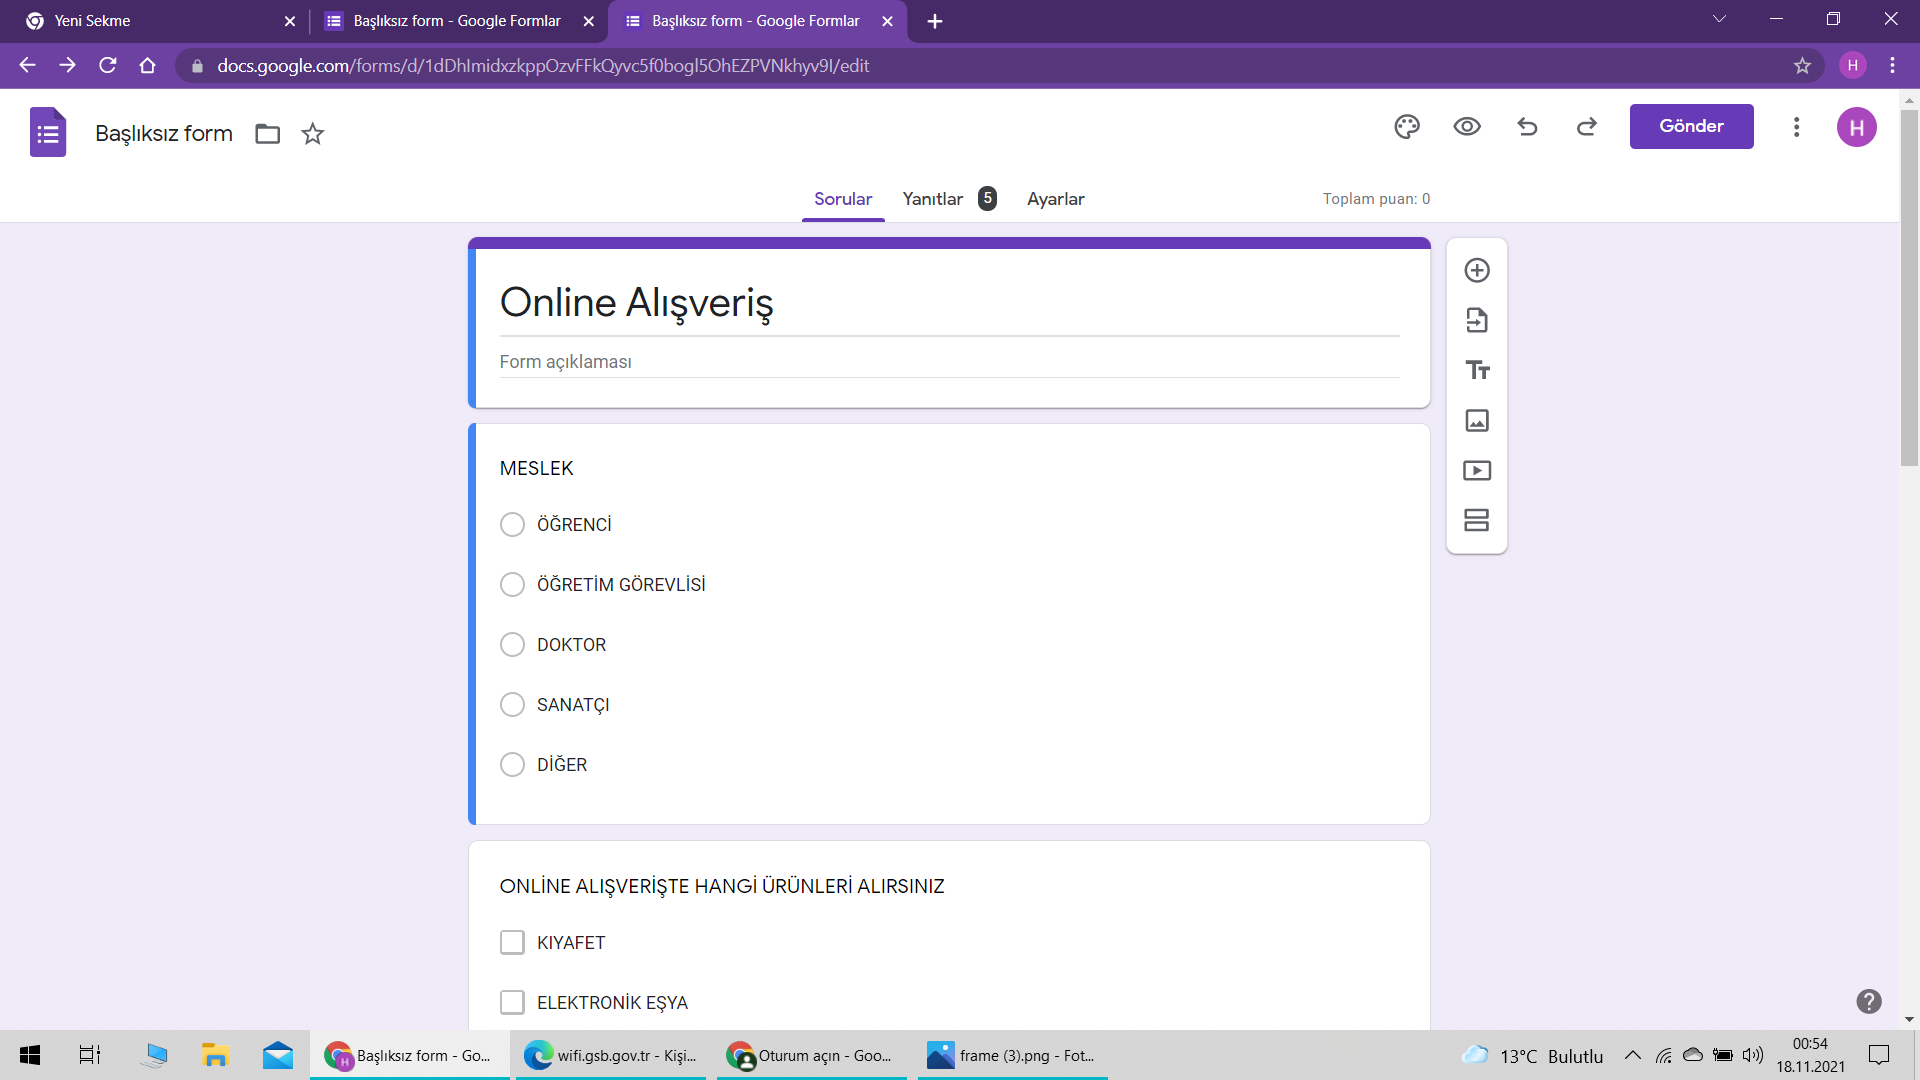 Yeni Sekme
Başlıksız form - Google Formlar
Başlıksız form - Google Formlar
docs.google.com/forms/d/1dDhImidxzkppOzvFFkQyvc5f0bogl5OhEZPVNkhyv9I/edit
H
Başlıksız form
Gönder
H
Sorular
Yanıtlar 5
Ayarlar
Toplam puan: 0
Online Alışveriş
Form açıklaması
MESLEK
ÖĞRENCİ
ÖĞRETİM GÖREVLİSİ
DOKTOR
SANATÇI
DİĞER
ONLİNE ALIŞVERİŞTE HANGİ ÜRÜNLERİ ALIRSINIZ
KIYAFET
ELEKTRONİK EŞYA
Başlıksız form - Go...
wifi.gsb.gov.tr - Kişi...
Oturum açın - Goo...
frame (3).png - Fot...
13°C Bulutlu
00:54
18.11.2021